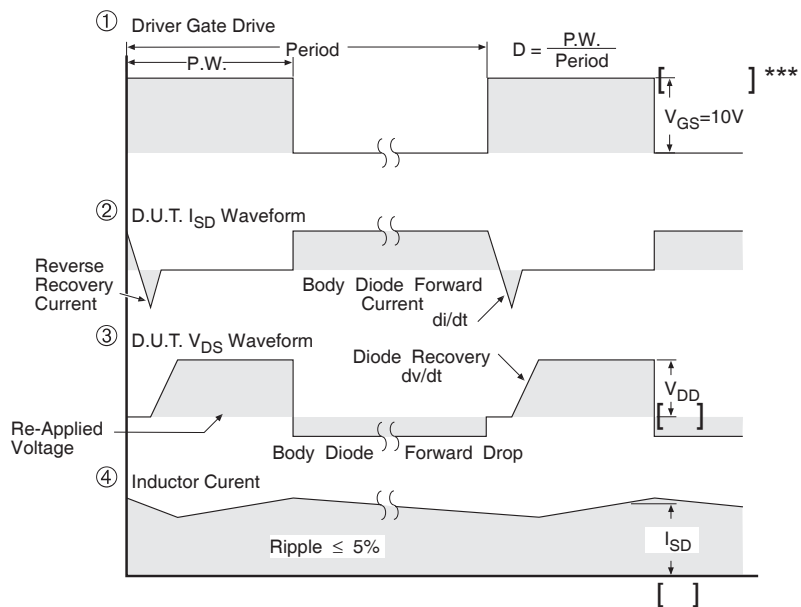 ① Driver Gate Drive
Period
P.W.
D = P.W. / Period
[ ] ***
V_GS=10V
② D.U.T. I_SD Waveform
Reverse
Recovery
Current
Body Diode Forward
Current
di/dt
③ D.U.T. V_DS Waveform
Diode Recovery
dv/dt
V_DD
[ ]
Re-Applied
Voltage
Body Diode Forward Drop
④ Inductor Curent
Ripple ≤ 5%
I_SD
[ ]